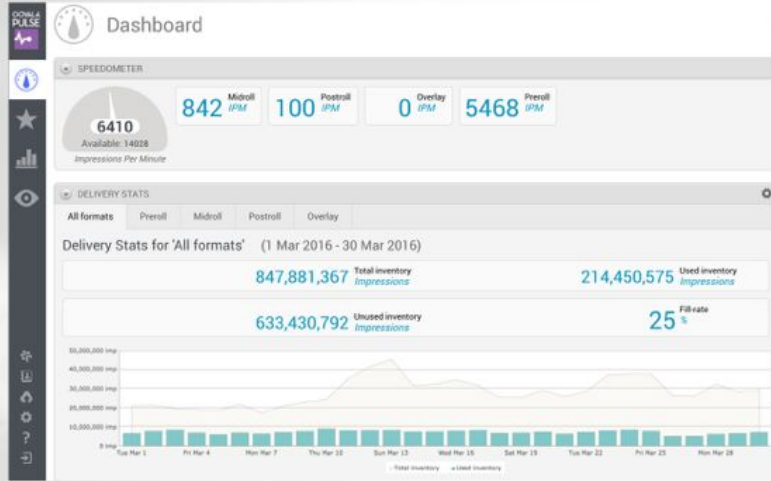 OOYALA
PULSE
Dashboard
SPEEDOMETER
6410
Available: 14028
Impressions Per Minute
842 Midroll IPM
100 Postroll IPM
0 Overlay IPM
5468 Preroll IPM
DELIVERY STATS
All formats Preroll Midroll Postroll Overlay
Delivery Stats for 'All formats' (1 Mar 2016 - 30 Mar 2016)
847,881,367 Total inventory Impressions
214,450,575 Used inventory Impressions
633,430,792 Unused inventory Impressions
25 Fill-rate %
50,000,000 imp
40,000,000 imp
30,000,000 imp
20,000,000 imp
10,000,000 imp
0 imp
Tue Mar 1 Fri Mar 4 Mon Mar 7 Thu Mar 10 Sun Mar 13 Wed Mar 16 Sat Mar 19 Tue Mar 22 Fri Mar 25 Mon Mar 28
Total inventory Used inventory
?